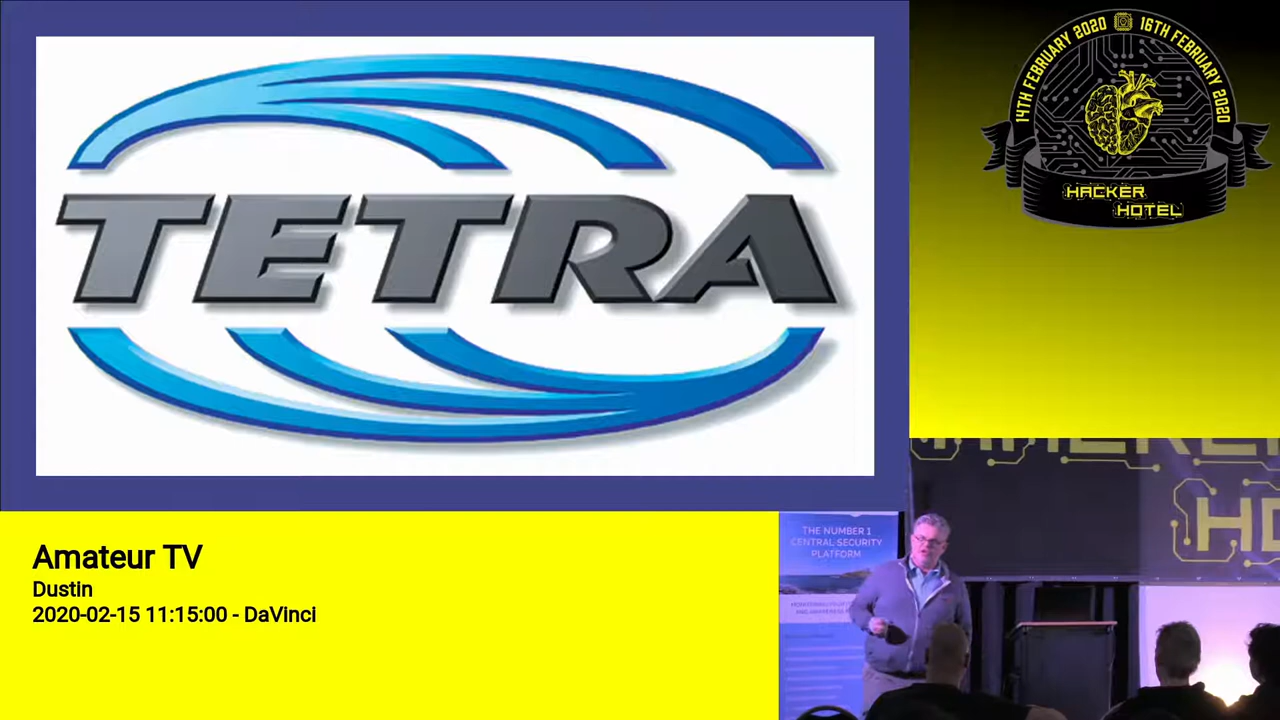 TETRA
14TH FEBRUARY 2020
16TH FEBRUARY 2020
HACKER
HOTEL
Amateur TV
Dustin
2020-02-15 11:15:00 - DaVinci
THE NUMBER 1
CENTRAL SECURITY
PLATFORM